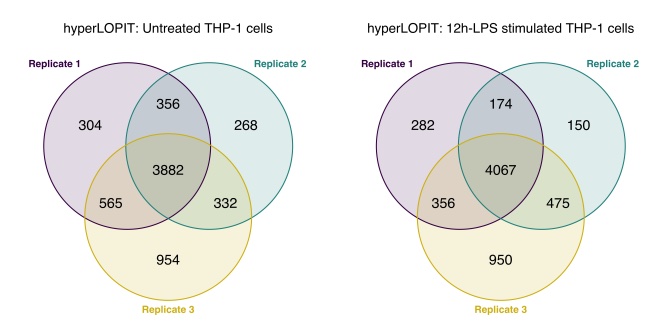 hyperLOPIT: Untreated THP-1 cells
Replicate 1
Replicate 2
356
304
268
3882
565
332
954
Replicate 3
hyperLOPIT: 12h-LPS stimulated THP-1 cells
Replicate 1
Replicate 2
174
282
150
4067
356
475
950
Replicate 3